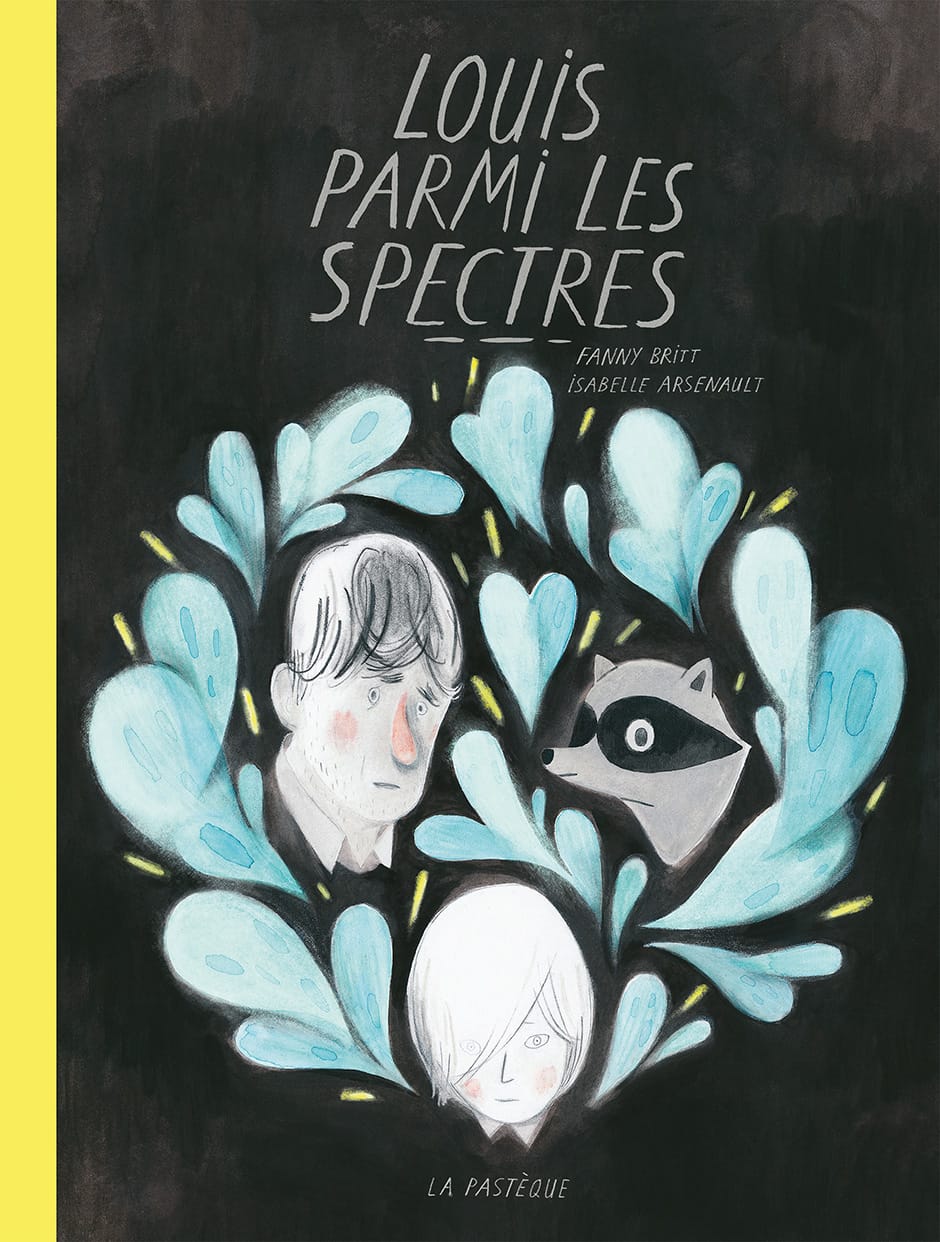 LOUiS
PARMi LES
SPECTRES
FANNY BRiTT
iSABELLE ARSENAULT
LA PASTÈQUE